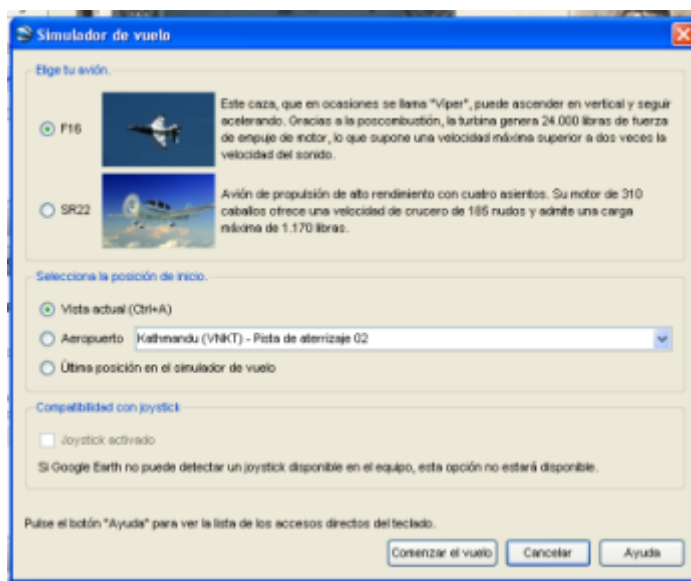 Simulador de vuelo
Elige tu avión.
F16
Este caza, que en ocasiones se llama "Viper", puede ascender en vertical y seguir
acelerando. Gracias a la poscombustión, la turbina genera 24.000 libras de fuerza
de empuje de motor, lo que supone una velocidad máxima superior a dos veces la
velocidad del sonido.
SR22
Avión de propulsión de alto rendimiento con cuatro asientos. Su motor de 310
caballos ofrece una velocidad de crucero de 185 nudos y admite una carga
máxima de 1.170 libras.
Selecciona la posición de inicio.
Vista actual (Ctrl+A)
Aeropuerto Kathmandu (VNKT) - Pista de aterrizaje 02
Última posición en el simulador de vuelo
Compatibilidad con joystick
Joystick activado
Si Google Earth no puede detectar un joystick disponible en el equipo, esta opción no estará disponible.
Pulse el botón "Ayuda" para ver la lista de los accesos directos del teclado.
Comenzar el vuelo Cancelar Ayuda